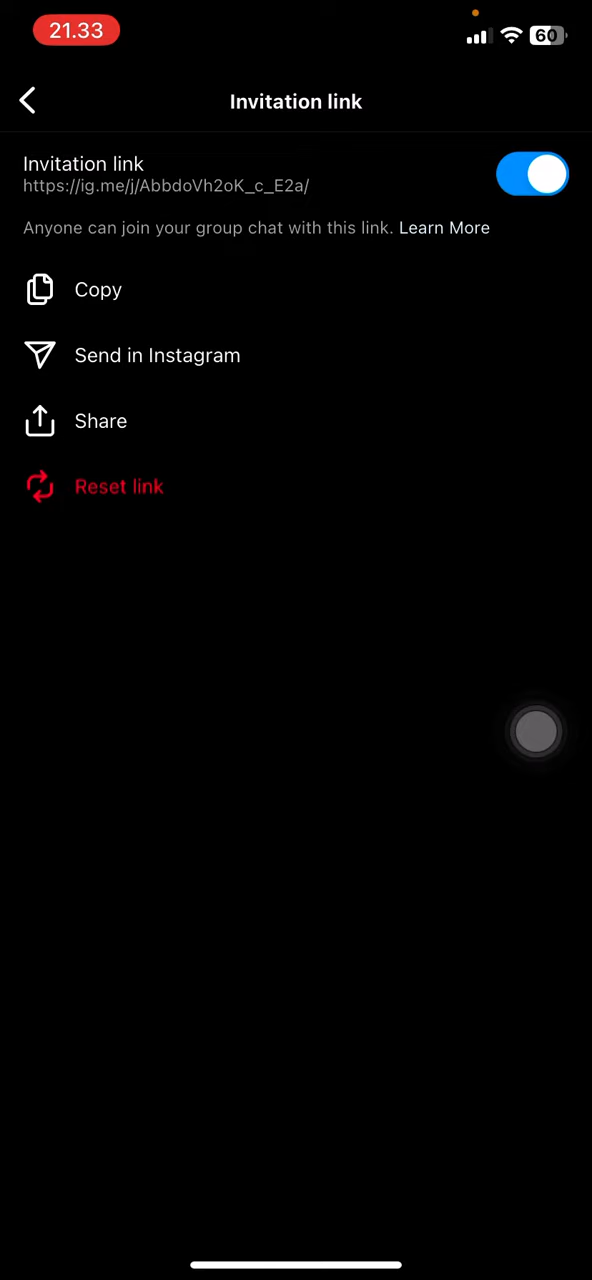 21.33
60
Invitation link
Invitation link
https://ig.me/j/AbbdoVh2oK_c_E2a/
Anyone can join your group chat with this link. Learn More
Copy
Send in Instagram
Share
Reset link